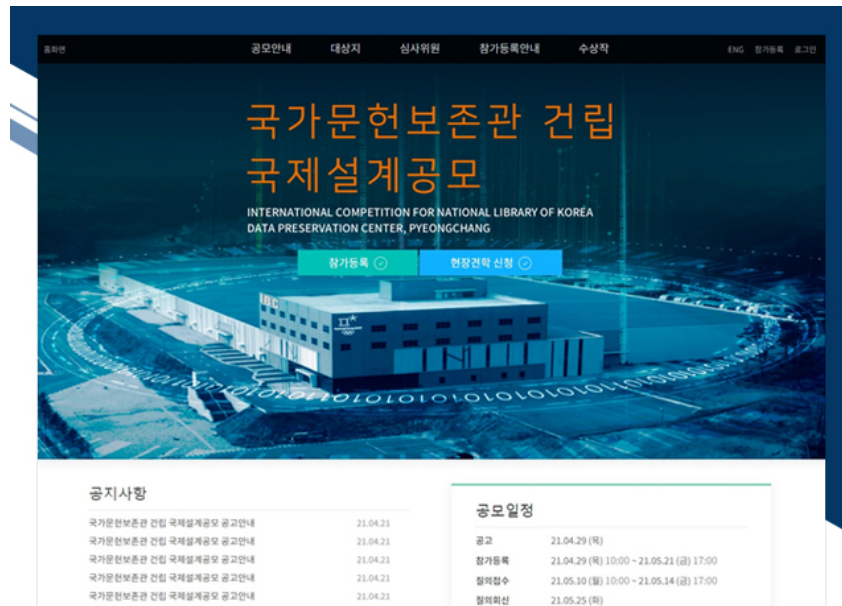 홈화면
공모안내 대상지 심사위원 참가등록안내 수상작
ENG 참가등록 로그인
국가문헌보존관 건립
국제설계공모
INTERNATIONAL COMPETITION FOR NATIONAL LIBRARY OF KOREA
DATA PRESERVATION CENTER, PYEONGCHANG
참가등록 현장견학 신청
IBC
공지사항
국가문헌보존관 건립 국제설계공모 공고안내 21.04.21
국가문헌보존관 건립 국제설계공모 공고안내 21.04.21
국가문헌보존관 건립 국제설계공모 공고안내 21.04.21
국가문헌보존관 건립 국제설계공모 공고안내 21.04.21
국가문헌보존관 건립 국제설계공모 공고안내 21.04.21
공모일정
공고 21.04.29 (목)
참가등록 21.04.29 (목) 10:00 ~ 21.05.21 (금) 17:00
질의접수 21.05.10 (월) 10:00 ~ 21.05.14 (금) 17:00
질의회신 21.05.25 (화)